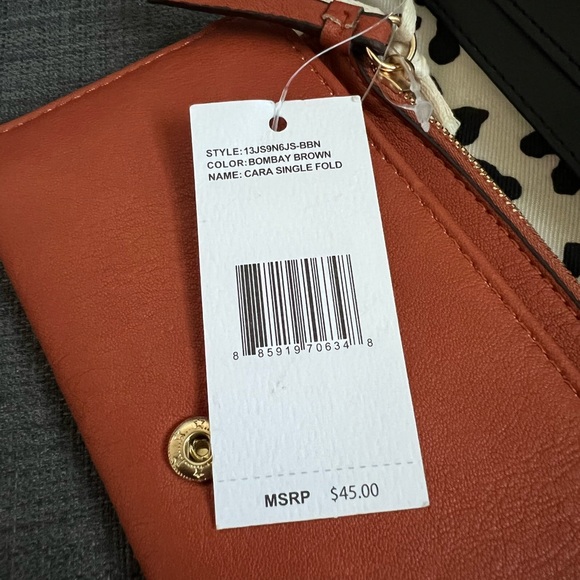 STYLE: 13JS9N6JS-BBN
COLOR: BOMBAY BROWN
NAME: CARA SINGLE FOLD
8 85919 70634 8
MSRP $45.00